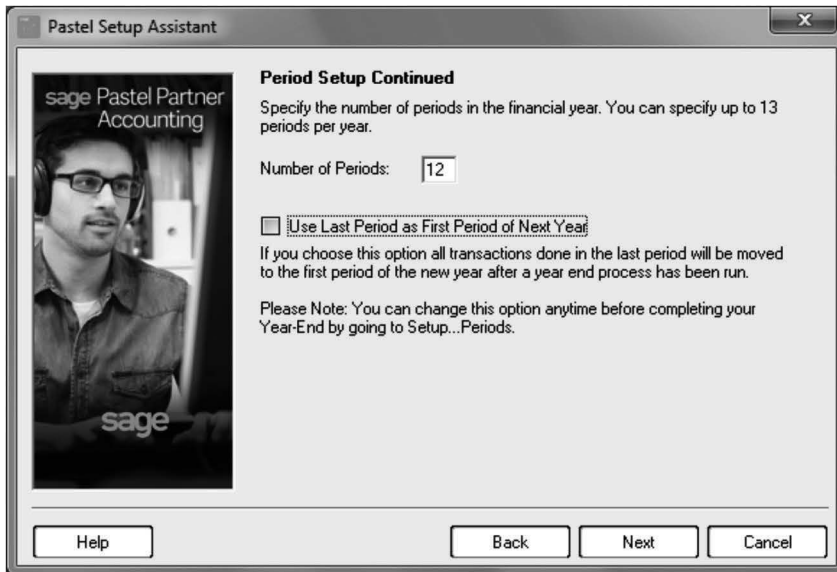 Pastel Setup Assistant
X
sage Pastel Partner
Accounting
sage
Period Setup Continued
Specify the number of periods in the financial year. You can specify up to 13
periods per year.
Number of Periods: 12
Use Last Period as First Period of Next Year
If you choose this option all transactions done in the last period will be moved
to the first period of the new year after a year end process has been run.
Please Note: You can change this option anytime before completing your
Year-End by going to Setup...Periods.
Help Back Next Cancel